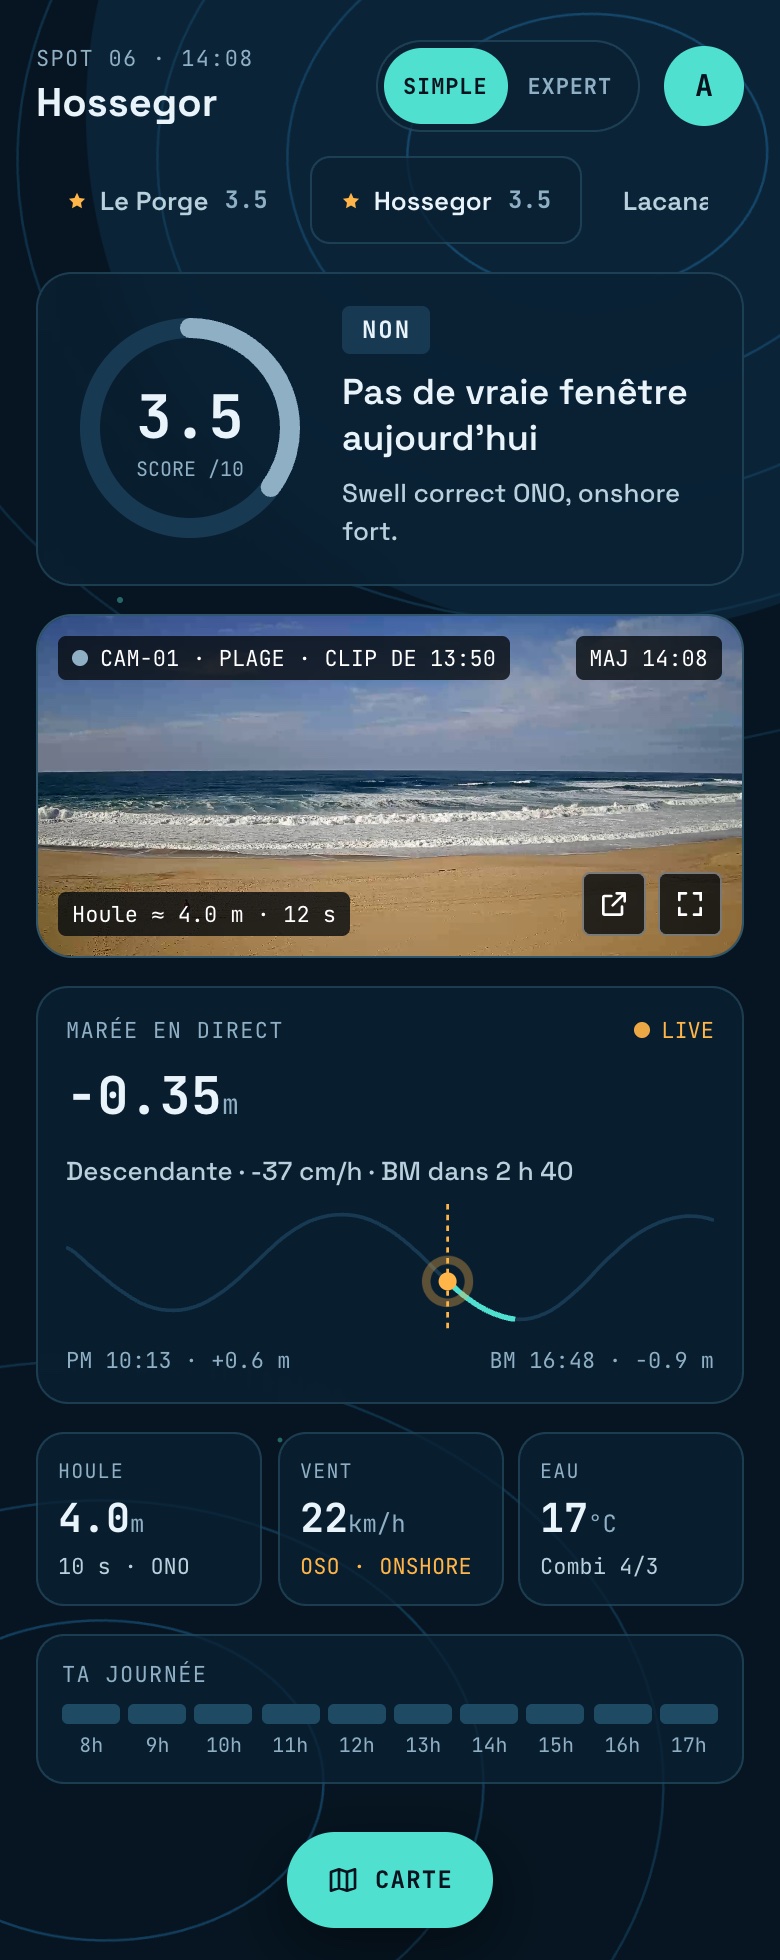 SPOT 06 · 14:08
Hossegor
SIMPLE EXPERT A
Le Porge 3.5 Hossegor 3.5 Lacana
NON
Pas de vraie fenêtre
aujourd’hui
Swell correct ONO, onshore
fort.
3.5
SCORE /10
CAM-01 · PLAGE · CLIP DE 13:50 MAJ 14:08
Houle ≈ 4.0 m · 12 s
MARÉE EN DIRECT LIVE
-0.35m
Descendante · -37 cm/h · BM dans 2 h 40
PM 10:13 · +0.6 m BM 16:48 · -0.9 m
HOULE
4.0m
10 s · ONO
VENT
22km/h
OSO · ONSHORE
EAU
17°C
Combi 4/3
TA JOURNÉE
8h 9h 10h 11h 12h 13h 14h 15h 16h 17h
CARTE